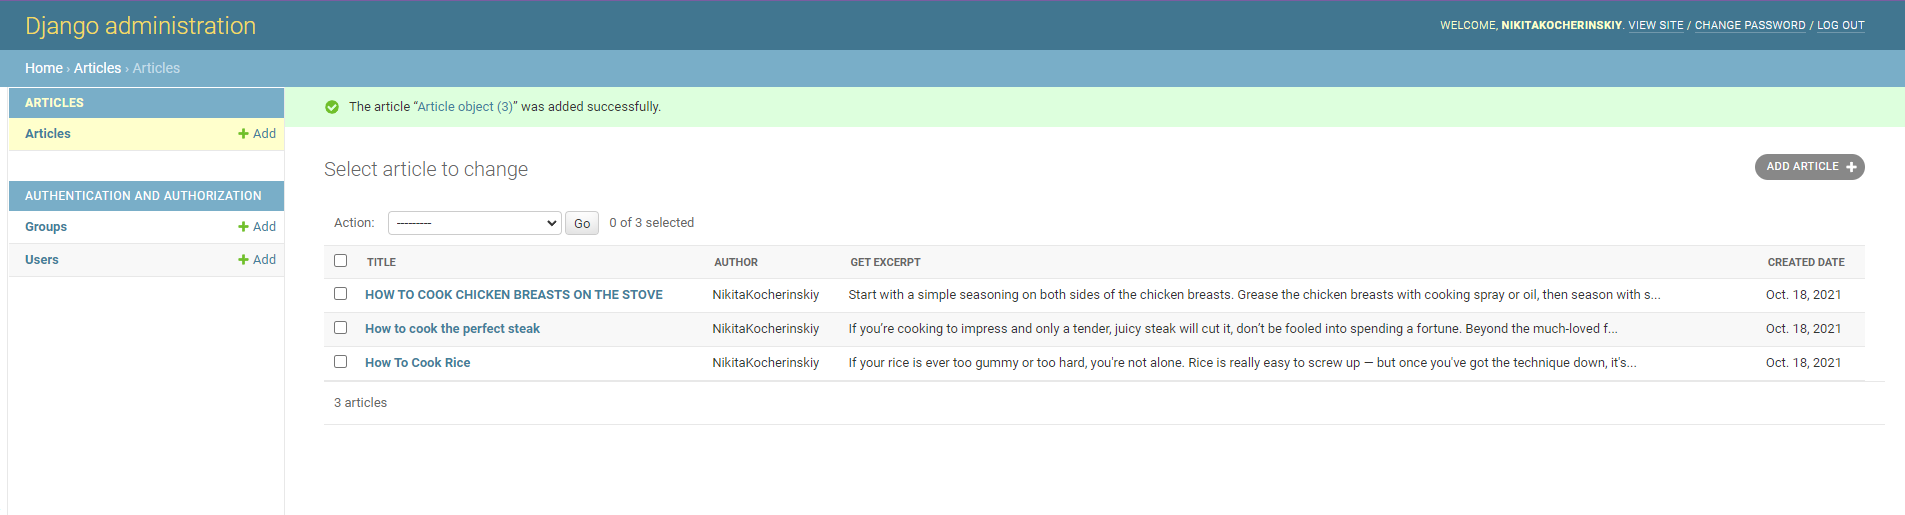 Django administration
WELCOME, NIKITAKOCHERINSKIY. VIEW SITE / CHANGE PASSWORD / LOG OUT
Home › Articles › Articles
ARTICLES
Articles + Add
AUTHENTICATION AND AUTHORIZATION
Groups + Add
Users + Add
The article “Article object (3)” was added successfully.
Select article to change
ADD ARTICLE +
Action: --------- Go 0 of 3 selected
TITLE AUTHOR GET EXCERPT CREATED DATE
HOW TO COOK CHICKEN BREASTS ON THE STOVE NikitaKocherinskiy Start with a simple seasoning on both sides of the chicken breasts. Grease the chicken breasts with cooking spray or oil, then season with s... Oct. 18, 2021
How to cook the perfect steak NikitaKocherinskiy If you’re cooking to impress and only a tender, juicy steak will cut it, don’t be fooled into spending a fortune. Beyond the much-loved f... Oct. 18, 2021
How To Cook Rice NikitaKocherinskiy If your rice is ever too gummy or too hard, you're not alone. Rice is really easy to screw up — but once you've got the technique down, it's... Oct. 18, 2021
3 articles